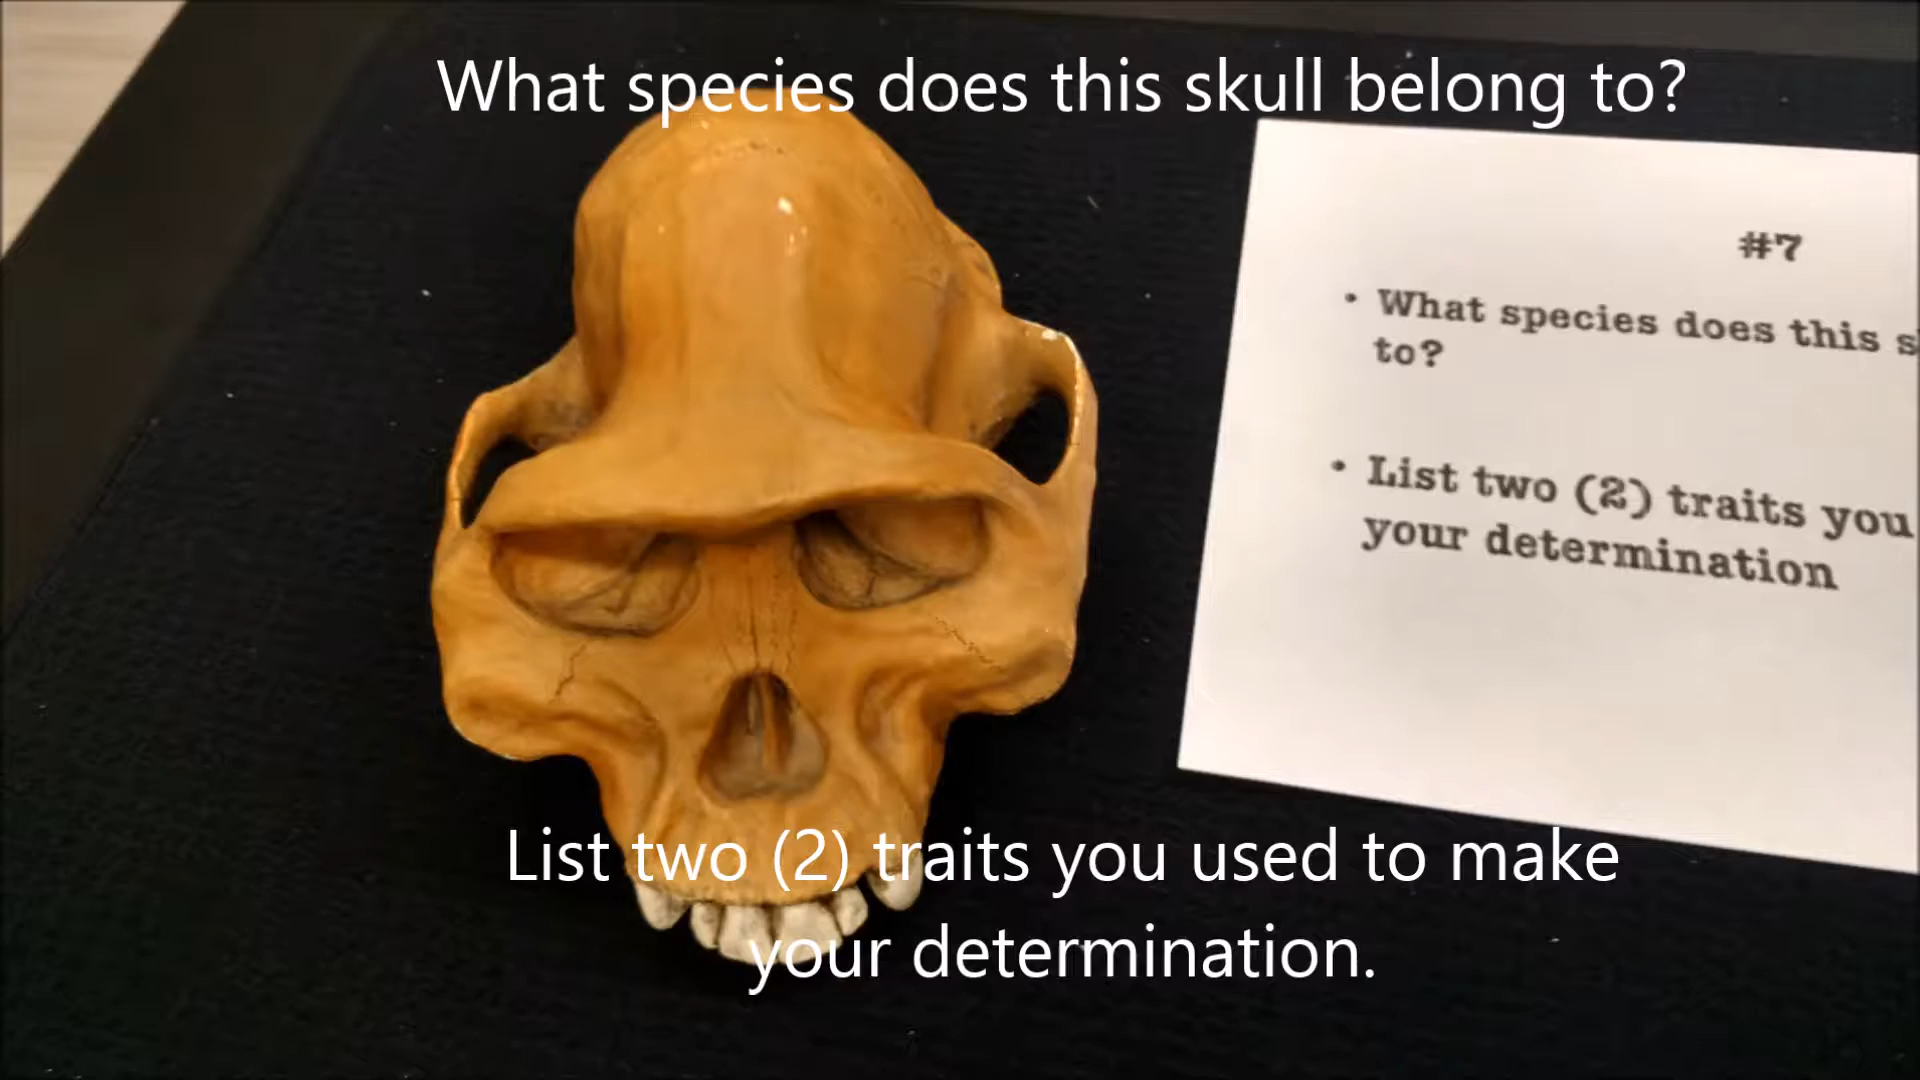 What species does this skull belong to?
#7
• What species does this s
to?
• List two (2) traits you
your determination
List two (2) traits you used to make
your determination.